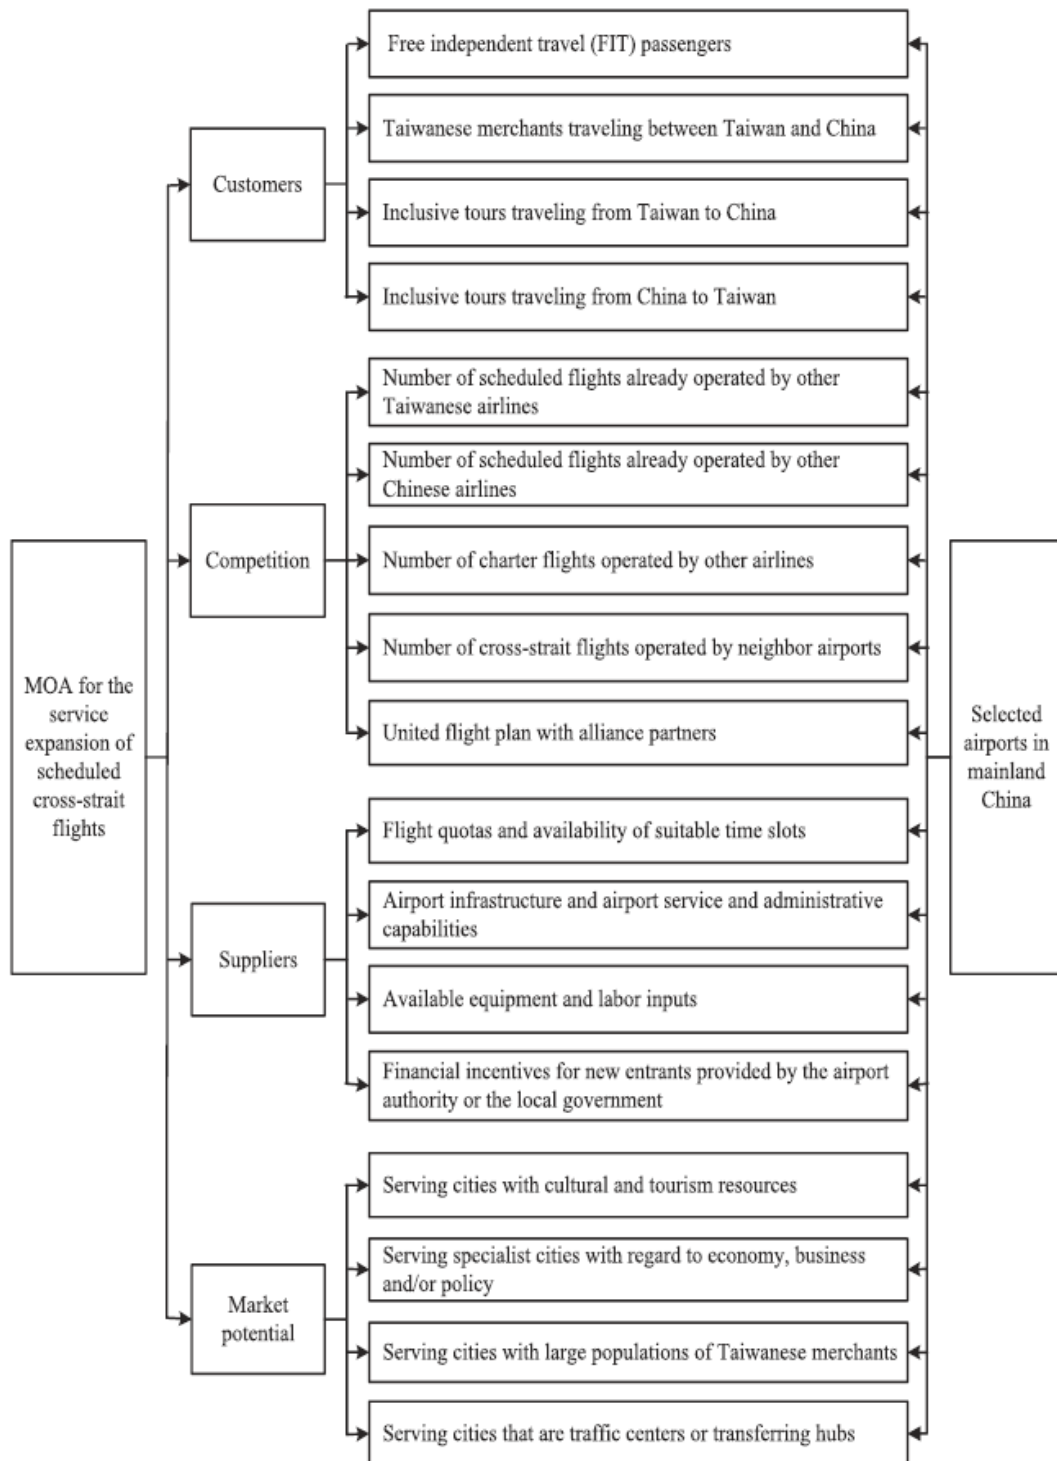 Free independent travel (FIT) passengers
Taiwanese merchants traveling between Taiwan and China
Customers
Inclusive tours traveling from Taiwan to China
Inclusive tours traveling from China to Taiwan
Number of scheduled flights already operated by other
Taiwanese airlines
Number of scheduled flights already operated by other
Chinese airlines
Competition
Number of charter flights operated by other airlines
Number of cross-strait flights operated by neighbor airports
MOA for the
service
expansion of
scheduled
cross-strait
flights
United flight plan with alliance partners
Selected
airports in
mainland
China
Flight quotas and availability of suitable time slots
Airport infrastructure and airport service and administrative
capabilities
Suppliers
Available equipment and labor inputs
Financial incentives for new entrants provided by the airport
authority or the local government
Serving cities with cultural and tourism resources
Serving specialist cities with regard to economy, business
and/or policy
Market
potential
Serving cities with large populations of Taiwanese merchants
Serving cities that are traffic centers or transferring hubs